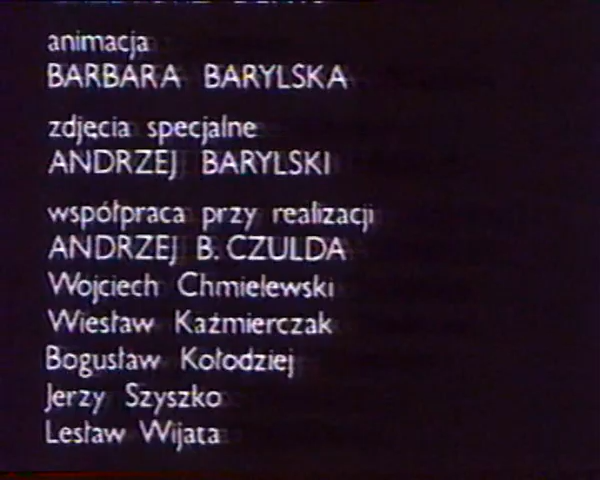 animacja
BARBARA BARYLSKA
zdjęcia specjalne
ANDRZEJ BARYLSKI
współpraca przy realizacji
ANDRZEJ B. CZULDA
Wojciech Chmielewski
Wiesław Kaźmierczak
Bogusław Kołodziej
Jerzy Szyszko
Lesław Wijata